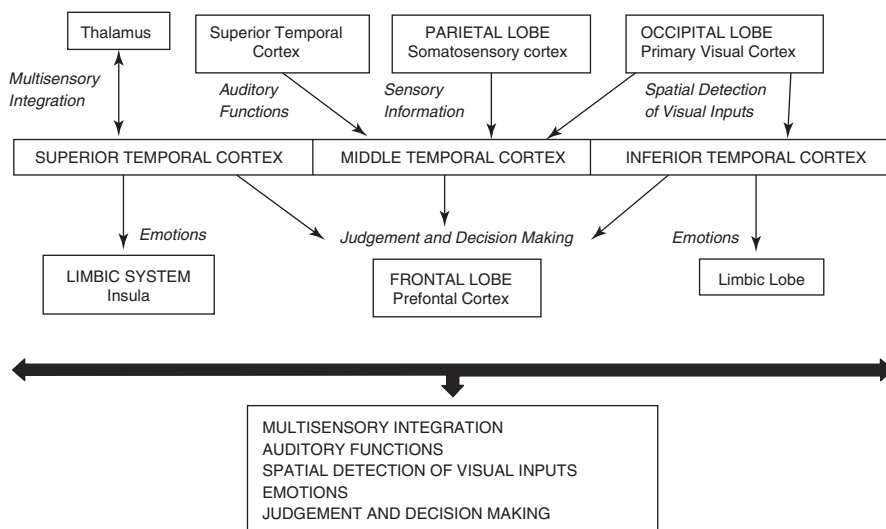 Thalamus
Superior Temporal
Cortex
PARIETAL LOBE
Somatosensory cortex
OCCIPITAL LOBE
Primary Visual Cortex
Multisensory
Integration
Auditory
Functions
Sensory
Information
Spatial Detection
of Visual Inputs
SUPERIOR TEMPORAL CORTEX
MIDDLE TEMPORAL CORTEX
INFERIOR TEMPORAL CORTEX
Emotions
Judgement and Decision Making
Emotions
LIMBIC SYSTEM
Insula
FRONTAL LOBE
Prefontal Cortex
Limbic Lobe
MULTISENSORY INTEGRATION
AUDITORY FUNCTIONS
SPATIAL DETECTION OF VISUAL INPUTS
EMOTIONS
JUDGEMENT AND DECISION MAKING